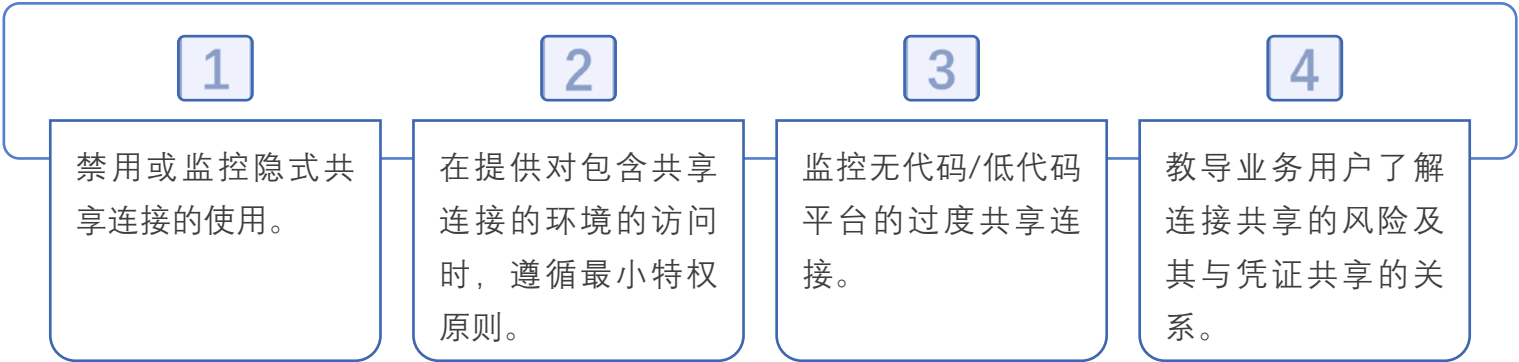 1
禁用或监控隐式共
享连接的使用。
2
在提供对包含共享
连接的环境的访问
时，遵循最小特权
原则。
3
监控无代码/低代码
平台的过度共享连
接。
4
教导业务用户了解
连接共享的风险及
其与凭证共享的关
系。